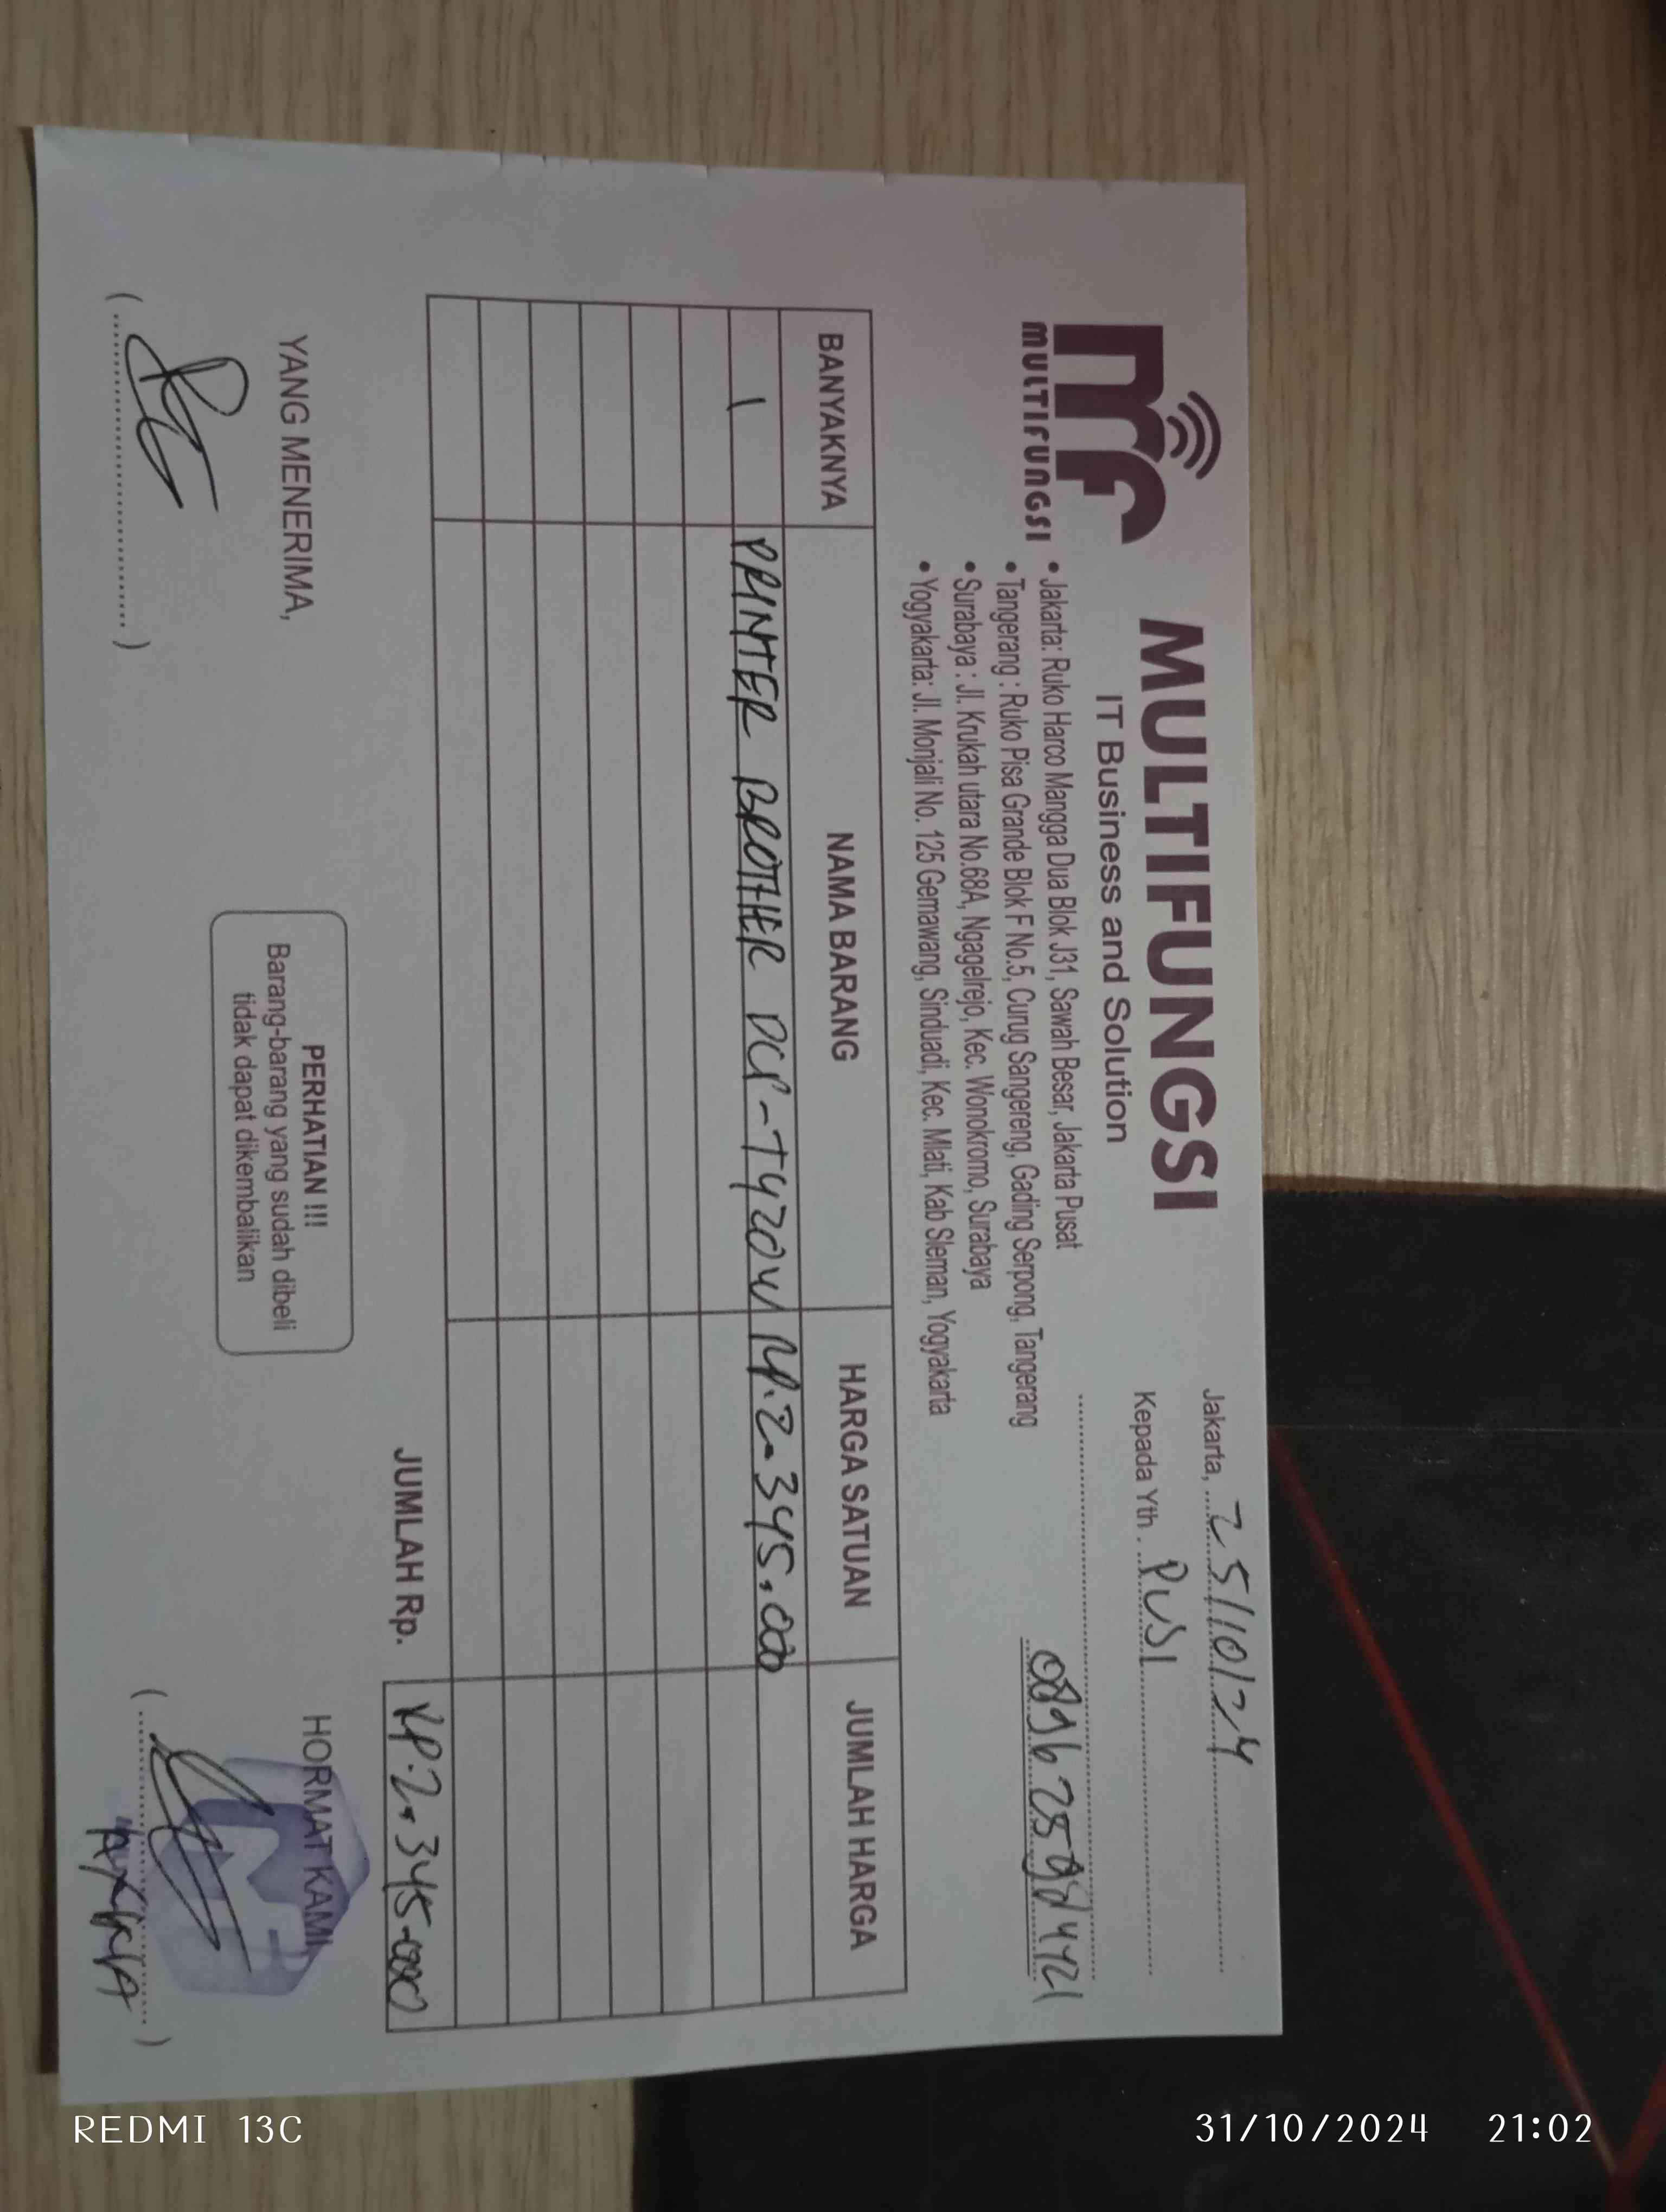 MULTIFUNGSI
MULTIFUNGSI
IT Business and Solution
• Jakarta: Ruko Harco Mangga Dua Blok J31, Sawah Besar, Jakarta Pusat
• Tangerang : Ruko Pisa Grande Blok F No.5, Curug Sangereng, Gading Serpong, Tangerang
• Surabaya : Jl. Krukah utara No.68A, Ngagelrejo, Kec. Wonokromo, Surabaya
• Yogyakarta: Jl. Monjali No. 125 Gemawang, Sinduadi, Kec. Mlati, Kab Sleman, Yogyakarta
Jakarta, 25/10/24
Kepada Yth. PUSI
BANYAKNYA NAMA BARANG HARGA SATUAN JUMLAH HARGA
1 PRINTER BROTHER DCP-T420W RP.2.345.000
JUMLAH Rp. RP.2.345.000
YANG MENERIMA,
PERHATIAN !!!
Barang-barang yang sudah dibeli
tidak dapat dikembalikan
HORMAT KAMI
REDMI 13C
31/10/2024 21:02